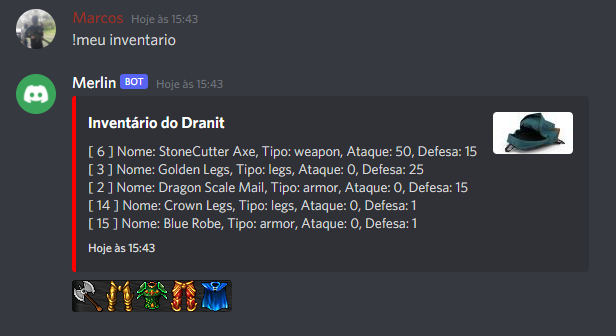 Marcos Hoje às 15:43
!meu inventario
Merlin BOT Hoje às 15:43
Inventário do Dranit
[ 6 ] Nome: StoneCutter Axe, Tipo: weapon, Ataque: 50, Defesa: 15
[ 3 ] Nome: Golden Legs, Tipo: legs, Ataque: 0, Defesa: 25
[ 2 ] Nome: Dragon Scale Mail, Tipo: armor, Ataque: 0, Defesa: 15
[ 14 ] Nome: Crown Legs, Tipo: legs, Ataque: 0, Defesa: 1
[ 15 ] Nome: Blue Robe, Tipo: armor, Ataque: 0, Defesa: 1
Hoje às 15:43